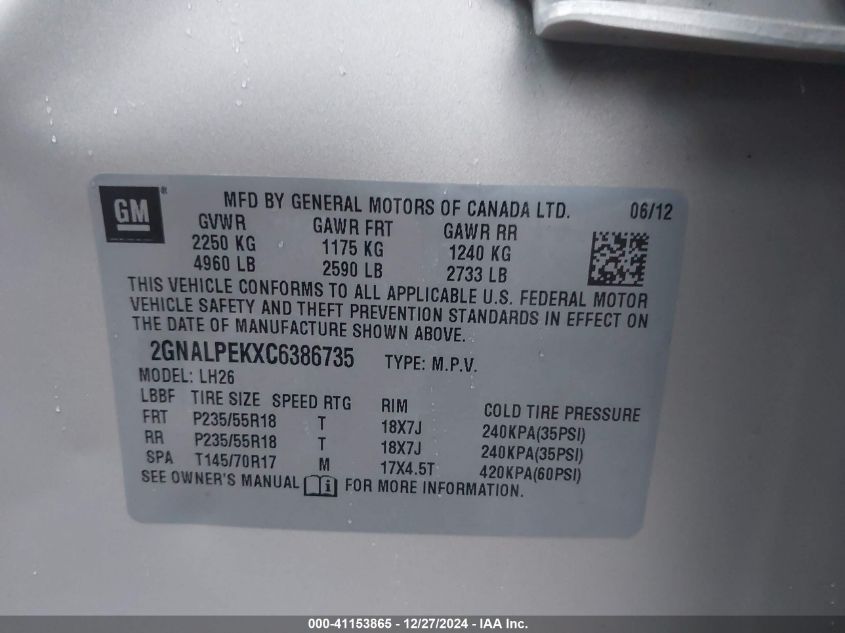 GM ®
MFD BY GENERAL MOTORS OF CANADA LTD. 06/12
GVWR GAWR FRT GAWR RR
2250 KG 1175 KG 1240 KG
4960 LB 2590 LB 2733 LB
THIS VEHICLE CONFORMS TO ALL APPLICABLE U.S. FEDERAL MOTOR
VEHICLE SAFETY AND THEFT PREVENTION STANDARDS IN EFFECT ON
THE DATE OF MANUFACTURE SHOWN ABOVE.
2GNALPEKXC6386735 TYPE: M.P.V.
MODEL: LH26
LBBF TIRE SIZE SPEED RTG RIM COLD TIRE PRESSURE
FRT P235/55R18 T 18X7J 240KPA(35PSI)
RR P235/55R18 T 18X7J 240KPA(35PSI)
SPA T145/70R17 M 17X4.5T 420KPA(60PSI)
SEE OWNER'S MANUAL i FOR MORE INFORMATION.
000-41153865 - 12/27/2024 - IAA Inc.